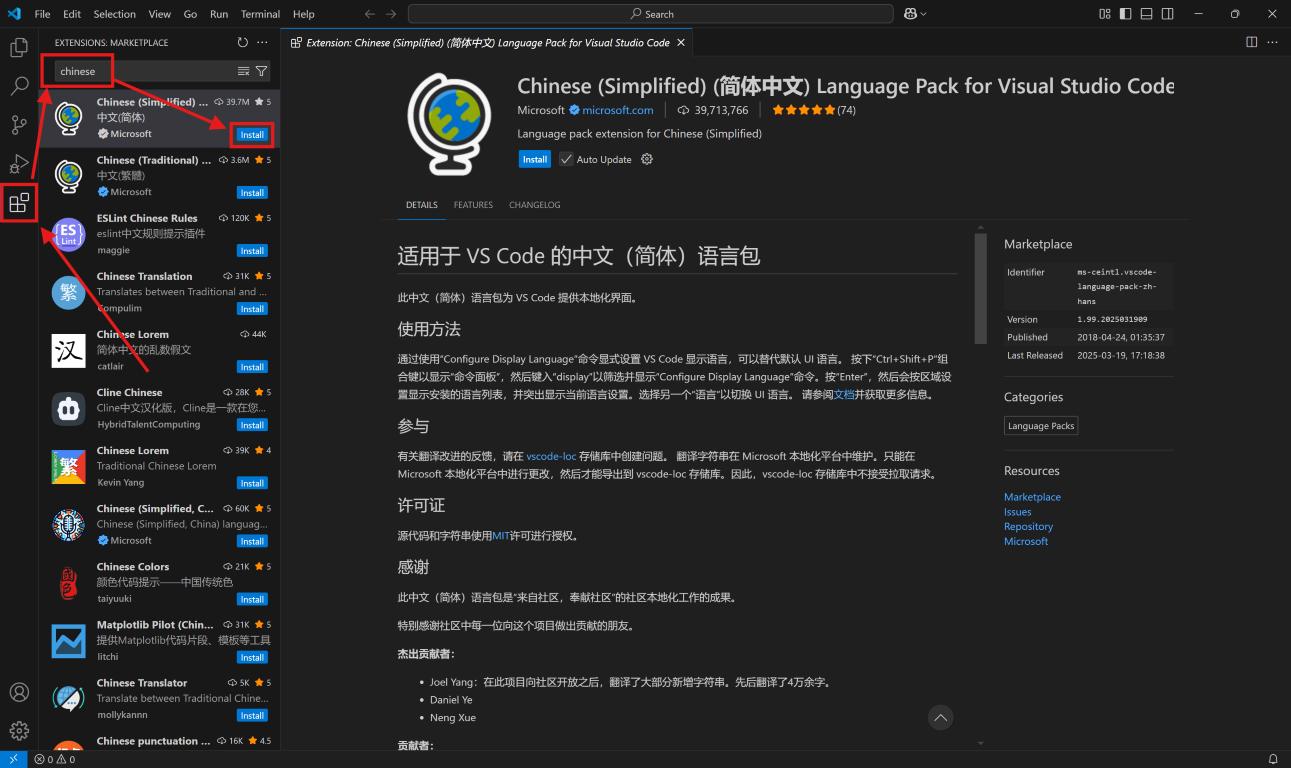 File Edit Selection View Go Run Terminal Help
Search
EXTENSIONS: MARKETPLACE
chinese
Chinese (Simplified) ... 39.7M 5
中文(简体)
Microsoft Install
Chinese (Traditional) ... 3.6M 5
中文(繁體)
Microsoft Install
ESLint Chinese Rules 120K 5
eslint中文规则提示插件
maggie Install
Chinese Translation 31K 5
Translates between Traditional and ...
Compulim Install
Chinese Lorem 44K
简体中文的乱数假文
catlair Install
Cline Chinese 28K 5
Cline中文汉化版，Cline是一款在您...
HybridTalentComputing Install
Chinese Lorem 39K 4
Traditional Chinese Lorem
Kevin Yang Install
Chinese (Simplified, C... 60K 5
Chinese (Simplified, China) languag...
Microsoft Install
Chinese Colors 21K 5
颜色代码提示——中国传统色
taiyuuki Install
Matplotlib Pilot (Chin... 31K 5
提供Matplotlib代码片段、模板等工具
litchi Install
Chinese Translator 5K 5
Translate between Traditional Chine...
mollykannn Install
Chinese punctuation ... 16K 4.5
ES
Lint
繁
汉
繁
Extension: Chinese (Simplified) (简体中文) Language Pack for Visual Studio Code
Chinese (Simplified) (简体中文) Language Pack for Visual Studio Code
Microsoft microsoft.com 39,713,766 (74)
Language pack extension for Chinese (Simplified)
Install Auto Update
DETAILS FEATURES CHANGELOG
适用于 VS Code 的中文（简体）语言包
此中文（简体）语言包为 VS Code 提供本地化界面。
使用方法
通过使用“Configure Display Language”命令显式设置 VS Code 显示语言，可以替代默认 UI 语言。 按下“Ctrl+Shift+P”组
合键以显示“命令面板”，然后键入“display”以筛选并显示“Configure Display Language”命令。按“Enter”，然后会按区域设
置显示安装的语言列表，并突出显示当前语言设置。选择另一个“语言”以切换 UI 语言。 请参阅文档并获取更多信息。
参与
有关翻译改进的反馈，请在 vscode-loc 存储库中创建问题。 翻译字符串在 Microsoft 本地化平台中维护。只能在
Microsoft 本地化平台中进行更改，然后才能导出到 vscode-loc 存储库。因此，vscode-loc 存储库中不接受拉取请求。
许可证
源代码和字符串使用MIT许可进行授权。
感谢
此中文（简体）语言包是“来自社区，奉献社区”的社区本地化工作的成果。
特别感谢社区中每一位向这个项目做出贡献的朋友。
杰出贡献者：
• Joel Yang：在此项目向社区开放之后，翻译了大部分新增字符串。先后翻译了4万余字。
• Daniel Ye
• Neng Xue
贡献者：
Marketplace
Identifier ms-ceintl.vscode-
language-pack-zh-
hans
Version 1.99.2025031909
Published 2018-04-24, 01:35:37
Last Released 2025-03-19, 17:18:38
Categories
Language Packs
Resources
Marketplace
Issues
Repository
Microsoft
0 0